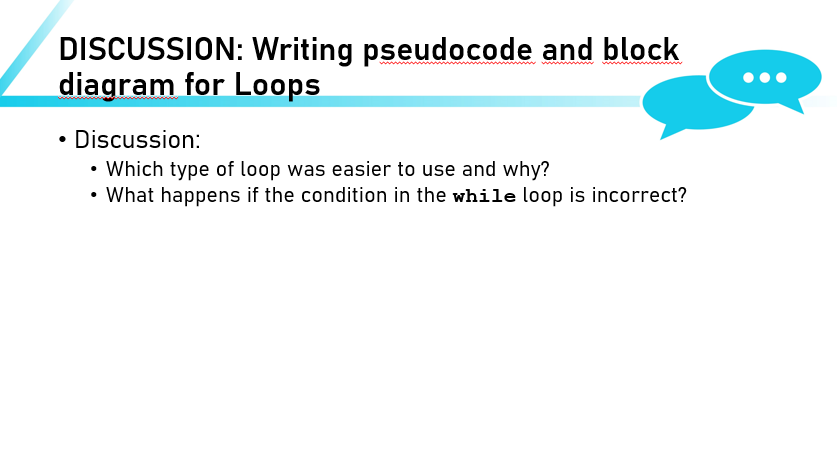 DISCUSSION: Writing pseudocode and block
diagram for Loops
• Discussion:
• Which type of loop was easier to use and why?
• What happens if the condition in the while loop is incorrect?